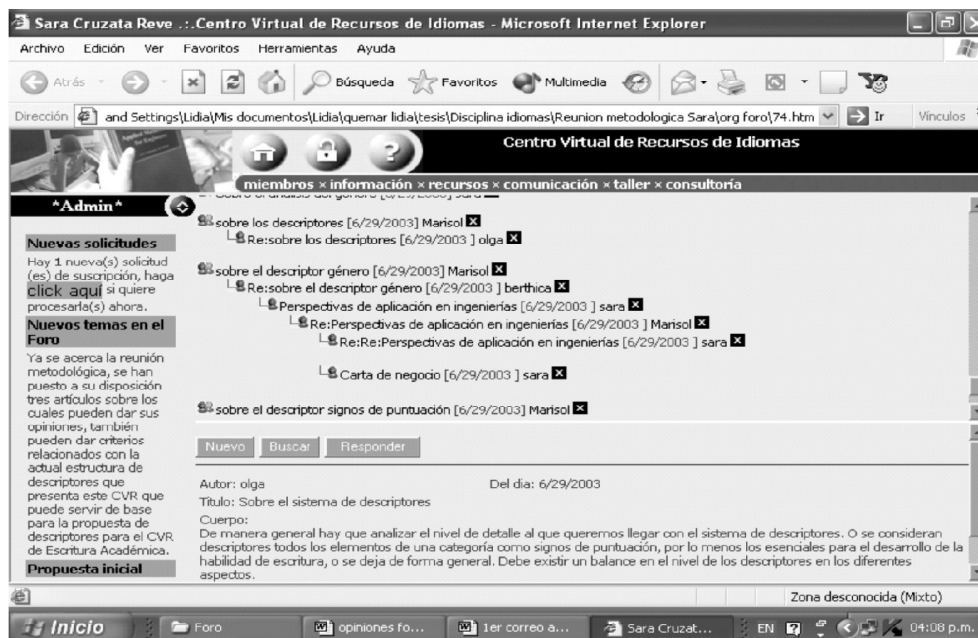 Sara Cruzata Reve .:.Centro Virtual de Recursos de Idiomas - Microsoft Internet Explorer
Archivo Edición Ver Favoritos Herramientas Ayuda
Atrás Búsqueda Favoritos Multimedia
Dirección and Settings\Lidia\Mis documentos\Lidia\quemar lidia\tesis\Disciplina idiomas\Reunion metodologica Sara\org foro\74.htm Ir Vínculos
Centro Virtual de Recursos de Idiomas
miembros × información × recursos × comunicación × taller × consultoría
*Admin*
Nuevas solicitudes
Hay 1 nueva(s) solicitud
(es) de suscripción, haga
click aquí si quiere
procesarla(s) ahora.
Nuevos temas en el
Foro
Ya se acerca la reunión
metodológica, se han
puesto a su disposición
tres artículos sobre los
cuales pueden dar sus
opiniones, también
pueden dar criterios
relacionados con la
actual estructura de
descriptores que
presenta este CVR que
puede servir de base
para la propuesta de
descriptores para el CVR
de Escritura Académica.
Propuesta inicial
sobre los descriptores [6/29/2003] Marisol
Re:sobre los descriptores [6/29/2003 ] olga
sobre el descriptor género [6/29/2003] Marisol
Re:sobre el descriptor género [6/29/2003 ] berthica
Perspectivas de aplicación en ingenierías [6/29/2003 ] sara
Re:Perspectivas de aplicación en ingenierías [6/29/2003 ] Marisol
Re:Re:Perspectivas de aplicación en ingenierías [6/29/2003 ] sara
Carta de negocio [6/29/2003 ] sara
sobre el descriptor signos de puntuación [6/29/2003] Marisol
Nuevo Buscar Responder
Autor: olga Del dia: 6/29/2003
Titulo: Sobre el sistema de descriptores
Cuerpo:
De manera general hay que analizar el nivel de detalle al que queremos llegar con el sistema de descriptores. O se consideran
descriptores todos los elementos de una categoría como signos de puntuación, por lo menos los esenciales para el desarrollo de la
habilidad de escritura, o se deja de forma general. Debe existir un balance en el nivel de los descriptores en los diferentes
aspectos.
Zona desconocida (Mixto)
Inicio Foro opiniones fo... 1er correo a... Sara Cruzat... EN 04:08 p.m.